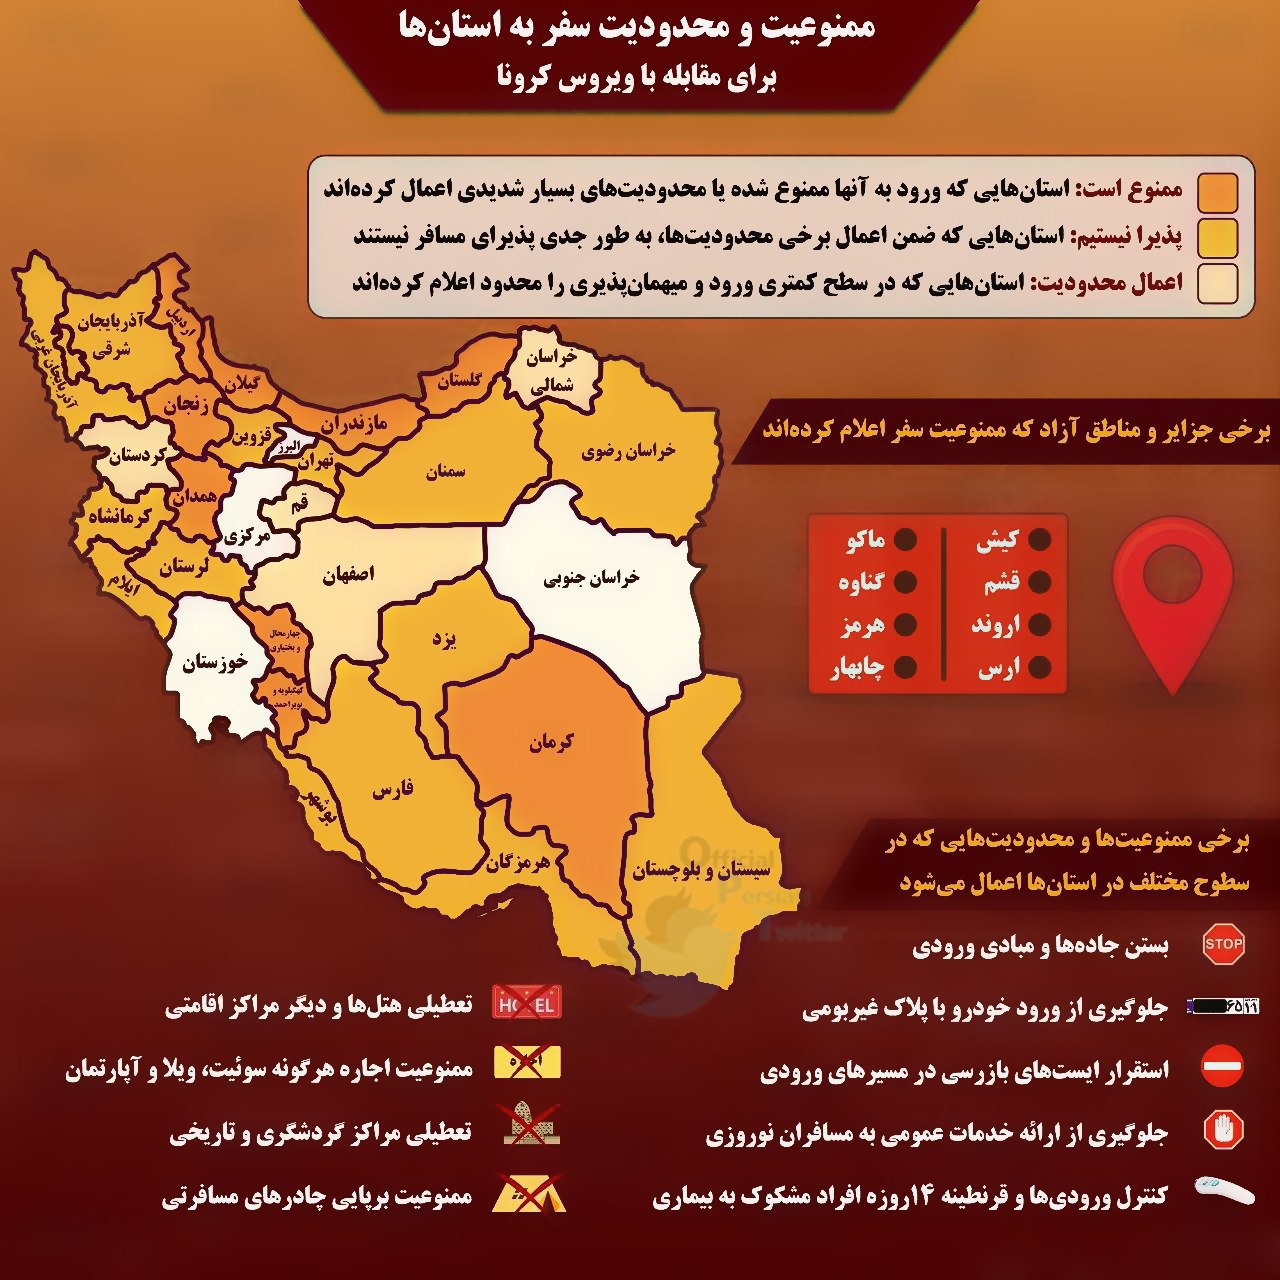 ممنوعیت و محدودیت سفر به استان‌ها
برای مقابله با ویروس کرونا
ممنوع است: استان‌هایی که ورود به آنها ممنوع شده یا محدودیت‌های بسیار شدیدی اعمال کرده‌اند
پذیرا نیستیم: استان‌هایی که ضمن اعمال برخی محدودیت‌ها، به طور جدی پذیرای مسافر نیستند
اعمال محدودیت: استان‌هایی که در سطح کمتری ورود و میهمان‌پذیری را محدود اعلام کرده‌اند
آذربایجان
شرقی
آذربایجان غربی
اردبیل
گیلان
زنجان
کردستان
قزوین
البرز
تهران
مازندران
گلستان
خراسان
شمالی
خراسان رضوی
سمنان
همدان
کرمانشاه
مرکزی
قم
ایلام
لرستان
اصفهان
خراسان جنوبی
یزد
خوزستان
چهارمحال
و بختیاری
کهگیلویه و
بویراحمد
کرمان
فارس
بوشهر
هرمزگان
سیستان و بلوچستان
برخی جزایر و مناطق آزاد که ممنوعیت سفر اعلام کرده‌اند
کیش
قشم
اروند
ارس
ماکو
گناوه
هرمز
چابهار
Official
Persian
Twitter
برخی ممنوعیت‌ها و محدودیت‌هایی که در
سطوح مختلف در استان‌ها اعمال می‌شود
STOP
بستن جاده‌ها و مبادی ورودی
جلوگیری از ورود خودرو با پلاک غیربومی
استقرار ایست‌های بازرسی در مسیرهای ورودی
جلوگیری از ارائه خدمات عمومی به مسافران نوروزی
کنترل ورودی‌ها و قرنطینه ۱۴روزه افراد مشکوک به بیماری
تعطیلی هتل‌ها و دیگر مراکز اقامتی
اجاره
ممنوعیت اجاره هرگونه سوئیت، ویلا و آپارتمان
تعطیلی مراکز گردشگری و تاریخی
ممنوعیت برپایی چادرهای مسافرتی